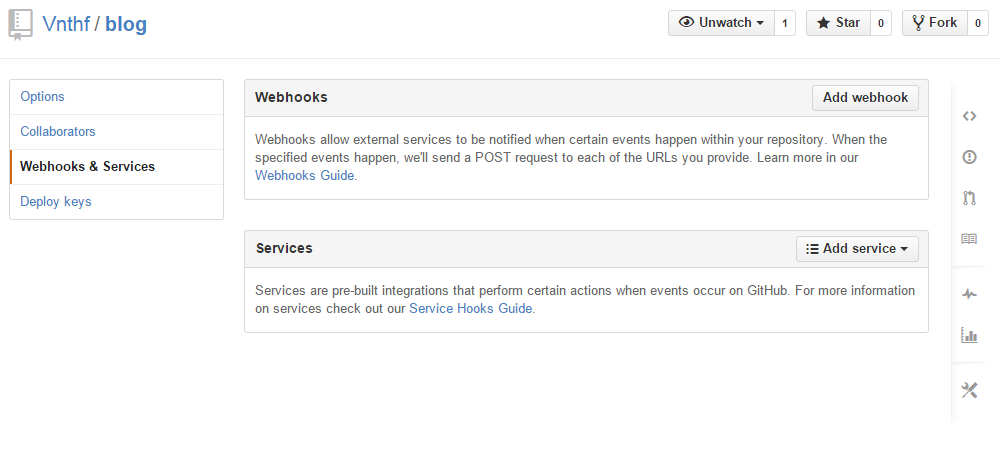 Vnthf / blog
Unwatch 1
Star 0
Fork 0
Options
Collaborators
Webhooks & Services
Deploy keys
Webhooks
Add webhook
Webhooks allow external services to be notified when certain events happen within your repository. When the
specified events happen, we'll send a POST request to each of the URLs you provide. Learn more in our
Webhooks Guide.
Services
Add service
Services are pre-built integrations that perform certain actions when events occur on GitHub. For more information
on services check out our Service Hooks Guide.